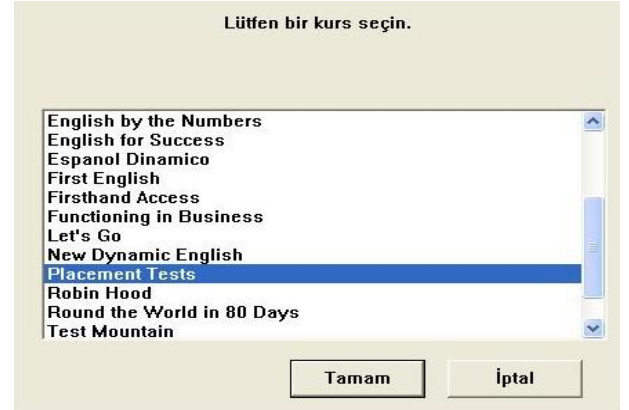 Lütfen bir kurs seçin.
English by the Numbers
English for Success
Espanol Dinamico
First English
Firsthand Access
Functioning in Business
Let's Go
New Dynamic English
Placement Tests
Robin Hood
Round the World in 80 Days
Test Mountain
Tamam İptal